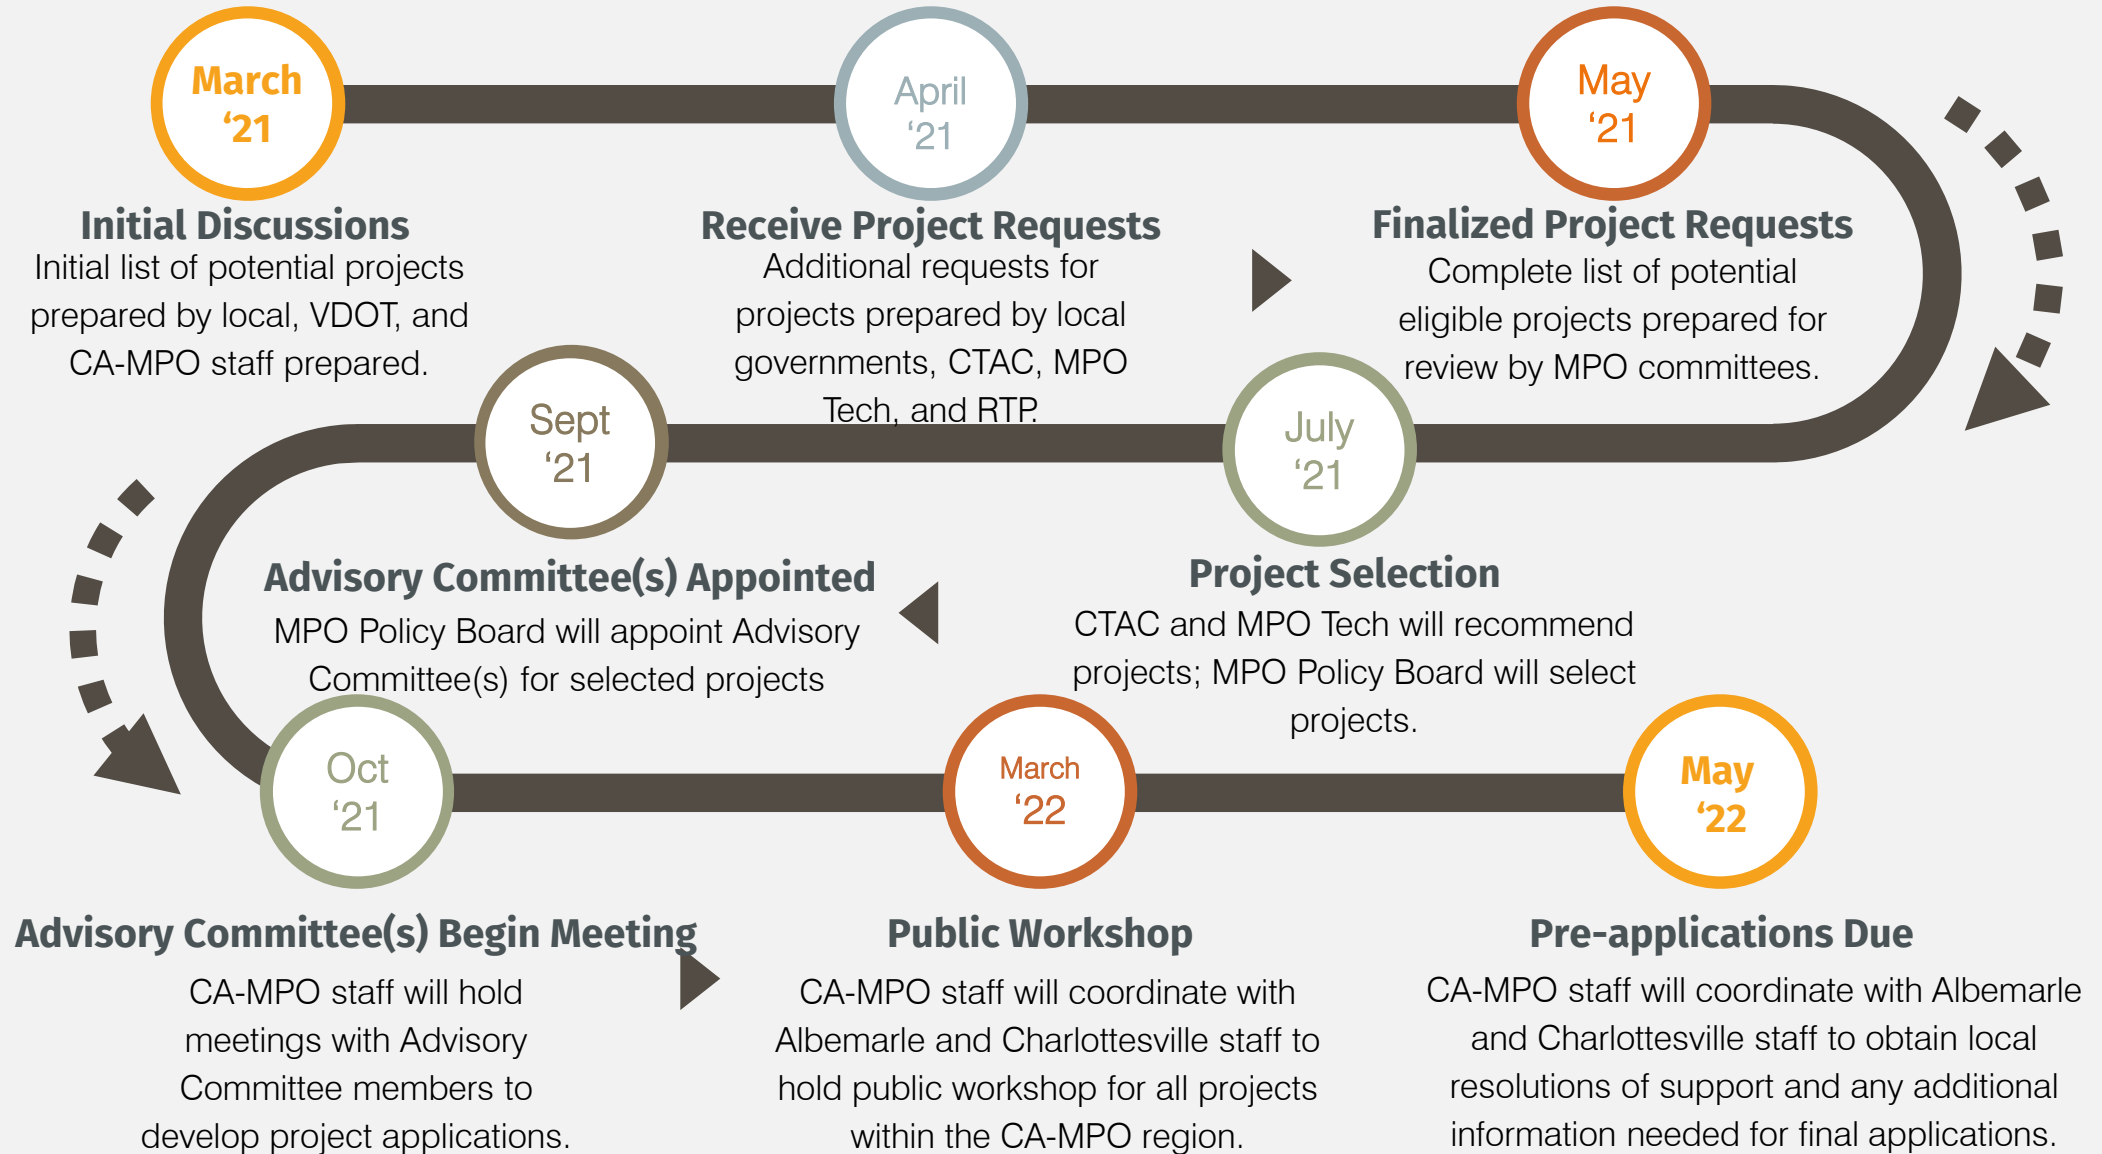 March
‘21
Initial Discussions
Initial list of potential projects
prepared by local, VDOT, and
CA-MPO staff prepared.
April
‘21
Receive Project Requests
Additional requests for
projects prepared by local
governments, CTAC, MPO
Tech, and RTP.
May
‘21
Finalized Project Requests
Complete list of potential
eligible projects prepared for
review by MPO committees.
July
‘21
Project Selection
CTAC and MPO Tech will recommend
projects; MPO Policy Board will select
projects.
Sept
‘21
Advisory Committee(s) Appointed
MPO Policy Board will appoint Advisory
Committee(s) for selected projects
Oct
‘21
Advisory Committee(s) Begin Meeting
CA-MPO staff will hold
meetings with Advisory
Committee members to
develop project applications.
March
‘22
Public Workshop
CA-MPO staff will coordinate with
Albemarle and Charlottesville staff to
hold public workshop for all projects
within the CA-MPO region.
May
‘22
Pre-applications Due
CA-MPO staff will coordinate with Albemarle
and Charlottesville staff to obtain local
resolutions of support and any additional
information needed for final applications.